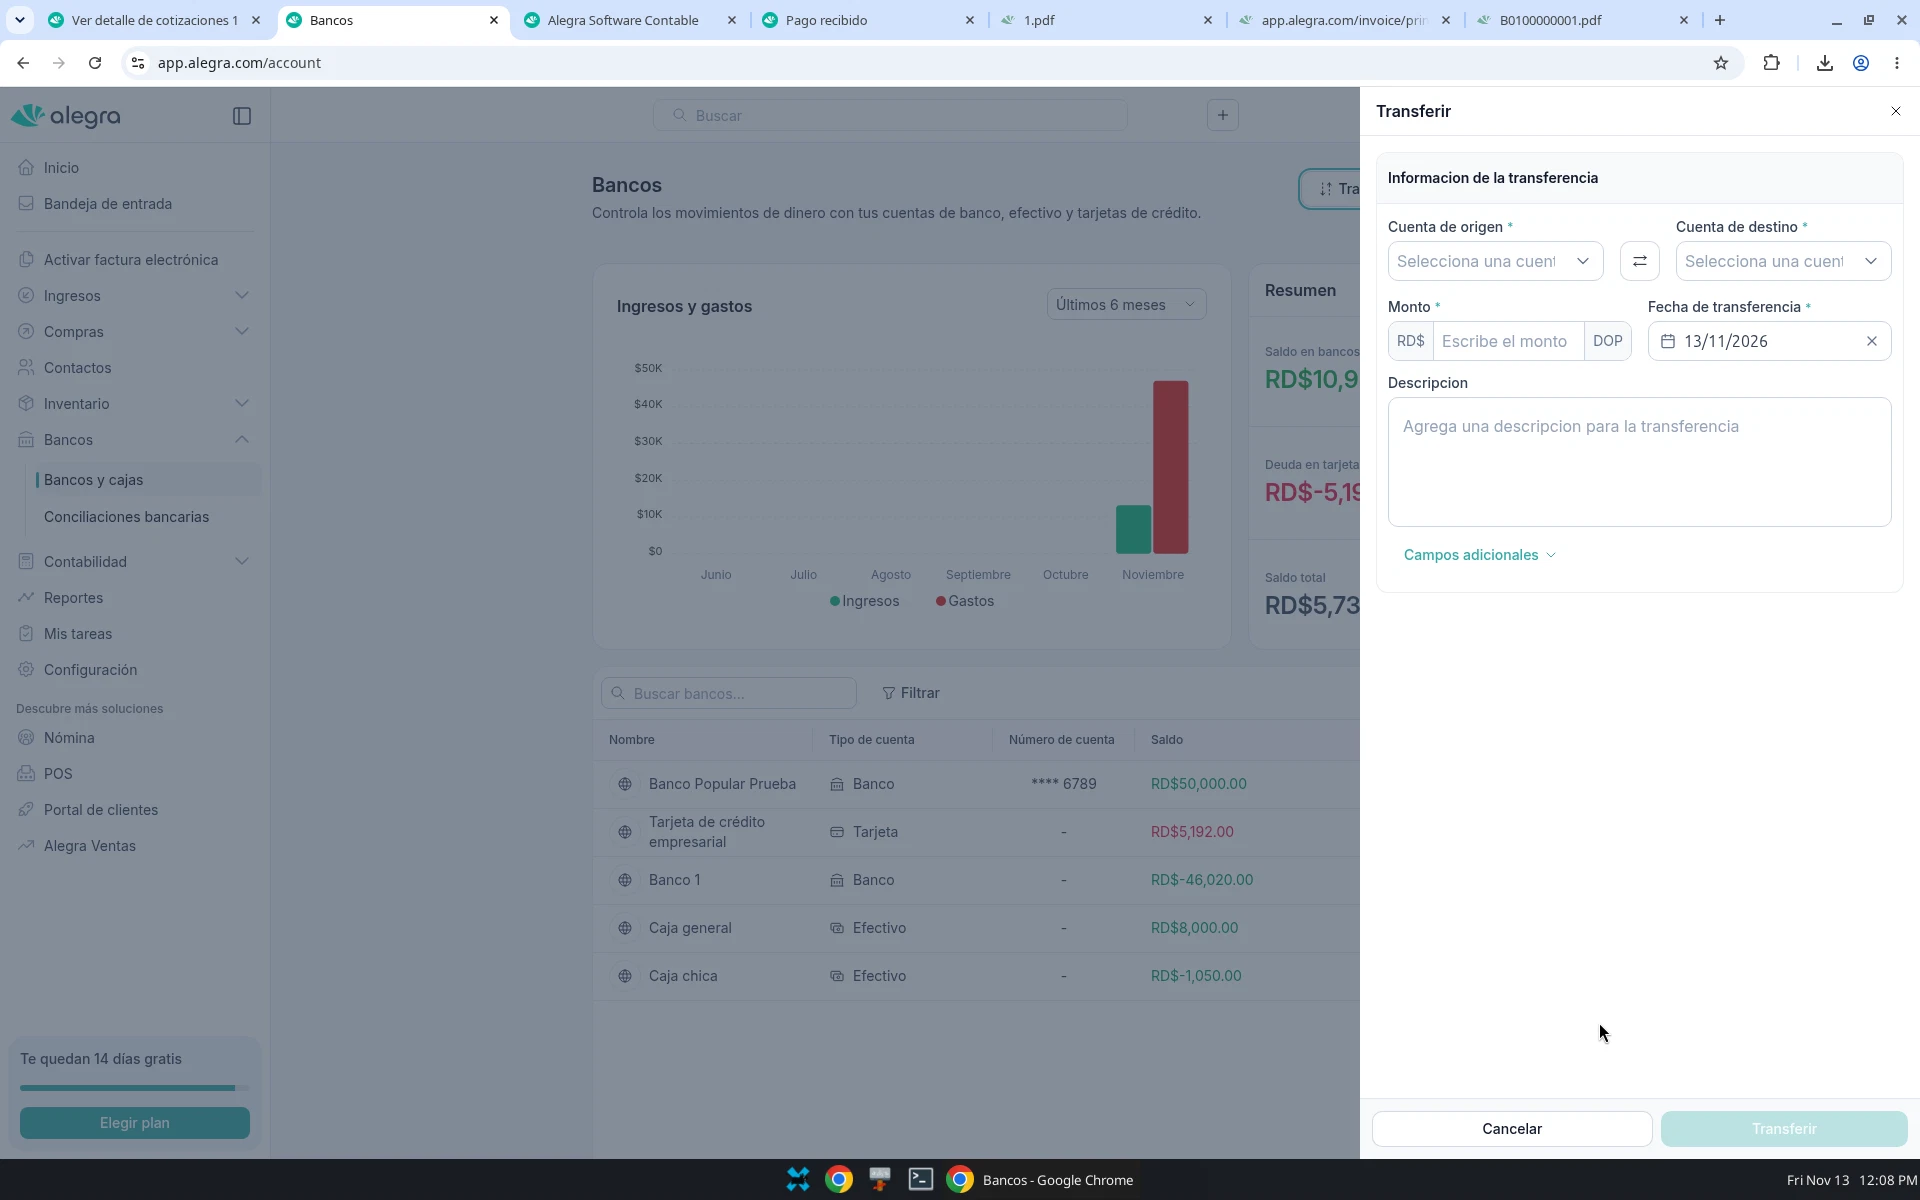 Ver detalle de cotizaciones 1
Bancos
Alegra Software Contable
Pago recibido
1.pdf
app.alegra.com/invoice/prin
B0100000001.pdf
app.alegra.com/account
alegra
Buscar
Inicio
Bandeja de entrada
Activar factura electrónica
Ingresos
Compras
Contactos
Inventario
Bancos
Bancos y cajas
Conciliaciones bancarias
Contabilidad
Reportes
Mis tareas
Configuración
Descubre más soluciones
Nómina
POS
Portal de clientes
Alegra Ventas
Te quedan 14 días gratis
Elegir plan
Bancos
Controla los movimientos de dinero con tus cuentas de banco, efectivo y tarjetas de crédito.
Tra
Ingresos y gastos
Últimos 6 meses
$50K
$40K
$30K
$20K
$10K
$0
Junio Julio Agosto Septiembre Octubre Noviembre
Ingresos Gastos
Resumen
Saldo en bancos
RD$10,9
Deuda en tarjeta
RD$-5,19
Saldo total
RD$5,73
Buscar bancos...
Filtrar
Nombre Tipo de cuenta Número de cuenta Saldo
Banco Popular Prueba Banco **** 6789 RD$50,000.00
Tarjeta de crédito
empresarial Tarjeta - RD$5,192.00
Banco 1 Banco - RD$-46,020.00
Caja general Efectivo - RD$8,000.00
Caja chica Efectivo - RD$-1,050.00
Transferir
Informacion de la transferencia
Cuenta de origen * Cuenta de destino *
Selecciona una cuent Selecciona una cuent
Monto * Fecha de transferencia *
RD$ Escribe el monto DOP 13/11/2026
Descripcion
Agrega una descripcion para la transferencia
Campos adicionales
Cancelar
Transferir
Bancos - Google Chrome
Fri Nov 13 12:08 PM